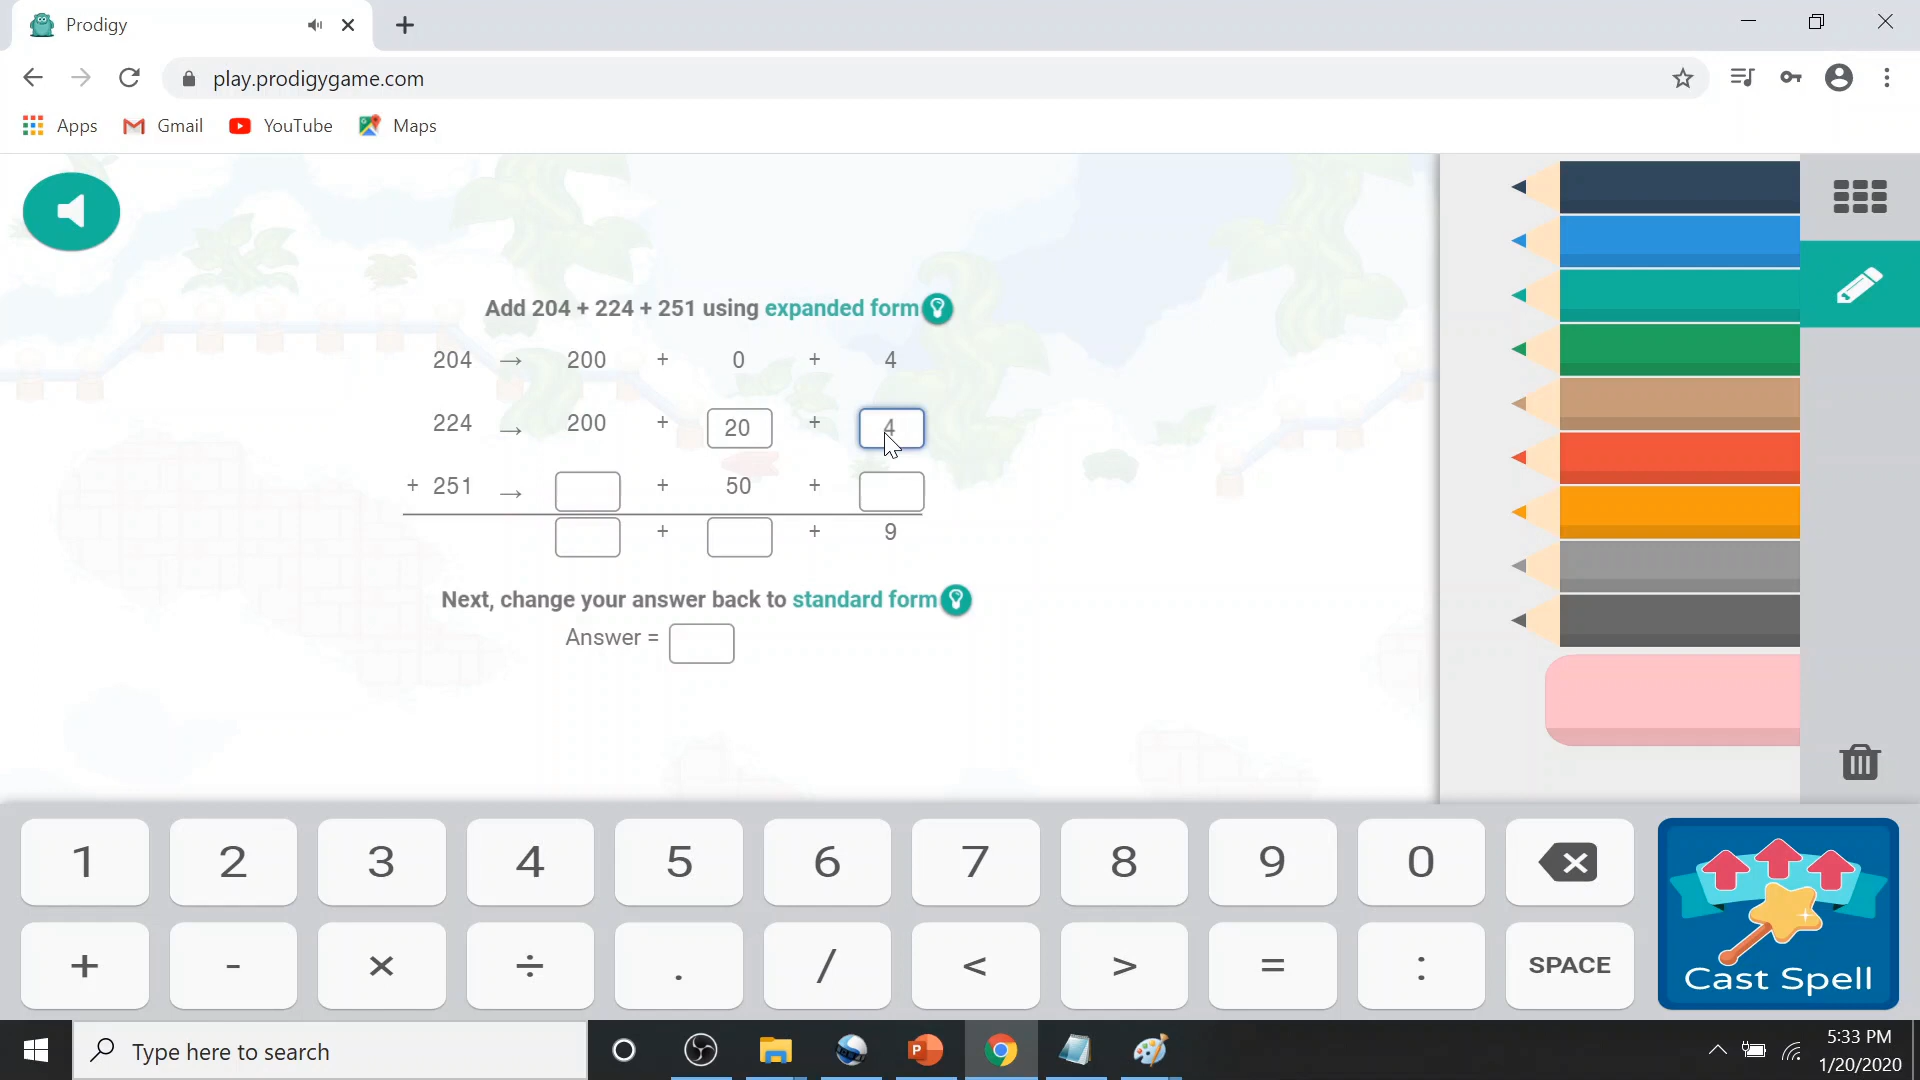 Prodigy
play.prodigygame.com
Apps Gmail YouTube Maps
Add 204 + 224 + 251 using expanded form
204 → 200 + 0 + 4
224 → 200 + 20 + 4
+ 251 → + 50 +
+ + 9
Next, change your answer back to standard form
Answer =
1 2 3 4 5 6 7 8 9 0
+ - × ÷ . / < > = : SPACE
Cast Spell
Type here to search
5:33 PM
1/20/2020